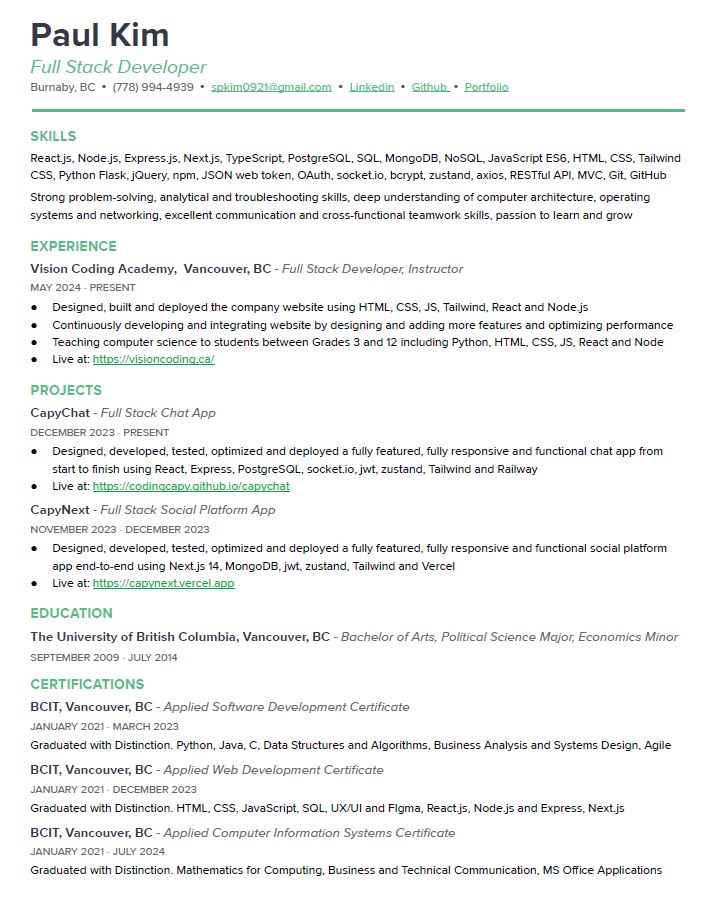 Paul Kim
Full Stack Developer
Burnaby, BC • (778) 994-4939 • spkim0921@gmail.com • Linkedin • Github • Portfolio
SKILLS
React.js, Node.js, Express.js, Next.js, TypeScript, PostgreSQL, SQL, MongoDB, NoSQL, JavaScript ES6, HTML, CSS, Tailwind
CSS, Python Flask, jQuery, npm, JSON web token, OAuth, socket.io, bcrypt, zustand, axios, RESTful API, MVC, Git, GitHub
Strong problem-solving, analytical and troubleshooting skills, deep understanding of computer architecture, operating
systems and networking, excellent communication and cross-functional teamwork skills, passion to learn and grow
EXPERIENCE
Vision Coding Academy, Vancouver, BC - Full Stack Developer, Instructor
MAY 2024 - PRESENT
● Designed, built and deployed the company website using HTML, CSS, JS, Tailwind, React and Node.js
● Continuously developing and integrating website by designing and adding more features and optimizing performance
● Teaching computer science to students between Grades 3 and 12 including Python, HTML, CSS, JS, React and Node
● Live at: https://visioncoding.ca/
PROJECTS
CapyChat - Full Stack Chat App
DECEMBER 2023 - PRESENT
● Designed, developed, tested, optimized and deployed a fully featured, fully responsive and functional chat app from
start to finish using React, Express, PostgreSQL, socket.io, jwt, zustand, Tailwind and Railway
● Live at: https://codingcapy.github.io/capychat
CapyNext - Full Stack Social Platform App
NOVEMBER 2023 - DECEMBER 2023
● Designed, developed, tested, optimized and deployed a fully featured, fully responsive and functional social platform
app end-to-end using Next.js 14, MongoDB, jwt, zustand, Tailwind and Vercel
● Live at: https://capynext.vercel.app
EDUCATION
The University of British Columbia, Vancouver, BC - Bachelor of Arts, Political Science Major, Economics Minor
SEPTEMBER 2009 - JULY 2014
CERTIFICATIONS
BCIT, Vancouver, BC - Applied Software Development Certificate
JANUARY 2021 - MARCH 2023
Graduated with Distinction. Python, Java, C, Data Structures and Algorithms, Business Analysis and Systems Design, Agile
BCIT, Vancouver, BC - Applied Web Development Certificate
JANUARY 2021 - DECEMBER 2023
Graduated with Distinction. HTML, CSS, JavaScript, SQL, UX/UI and FIgma, React.js, Node.js and Express, Next.js
BCIT, Vancouver, BC - Applied Computer Information Systems Certificate
JANUARY 2021 - JULY 2024
Graduated with Distinction. Mathematics for Computing, Business and Technical Communication, MS Office Applications